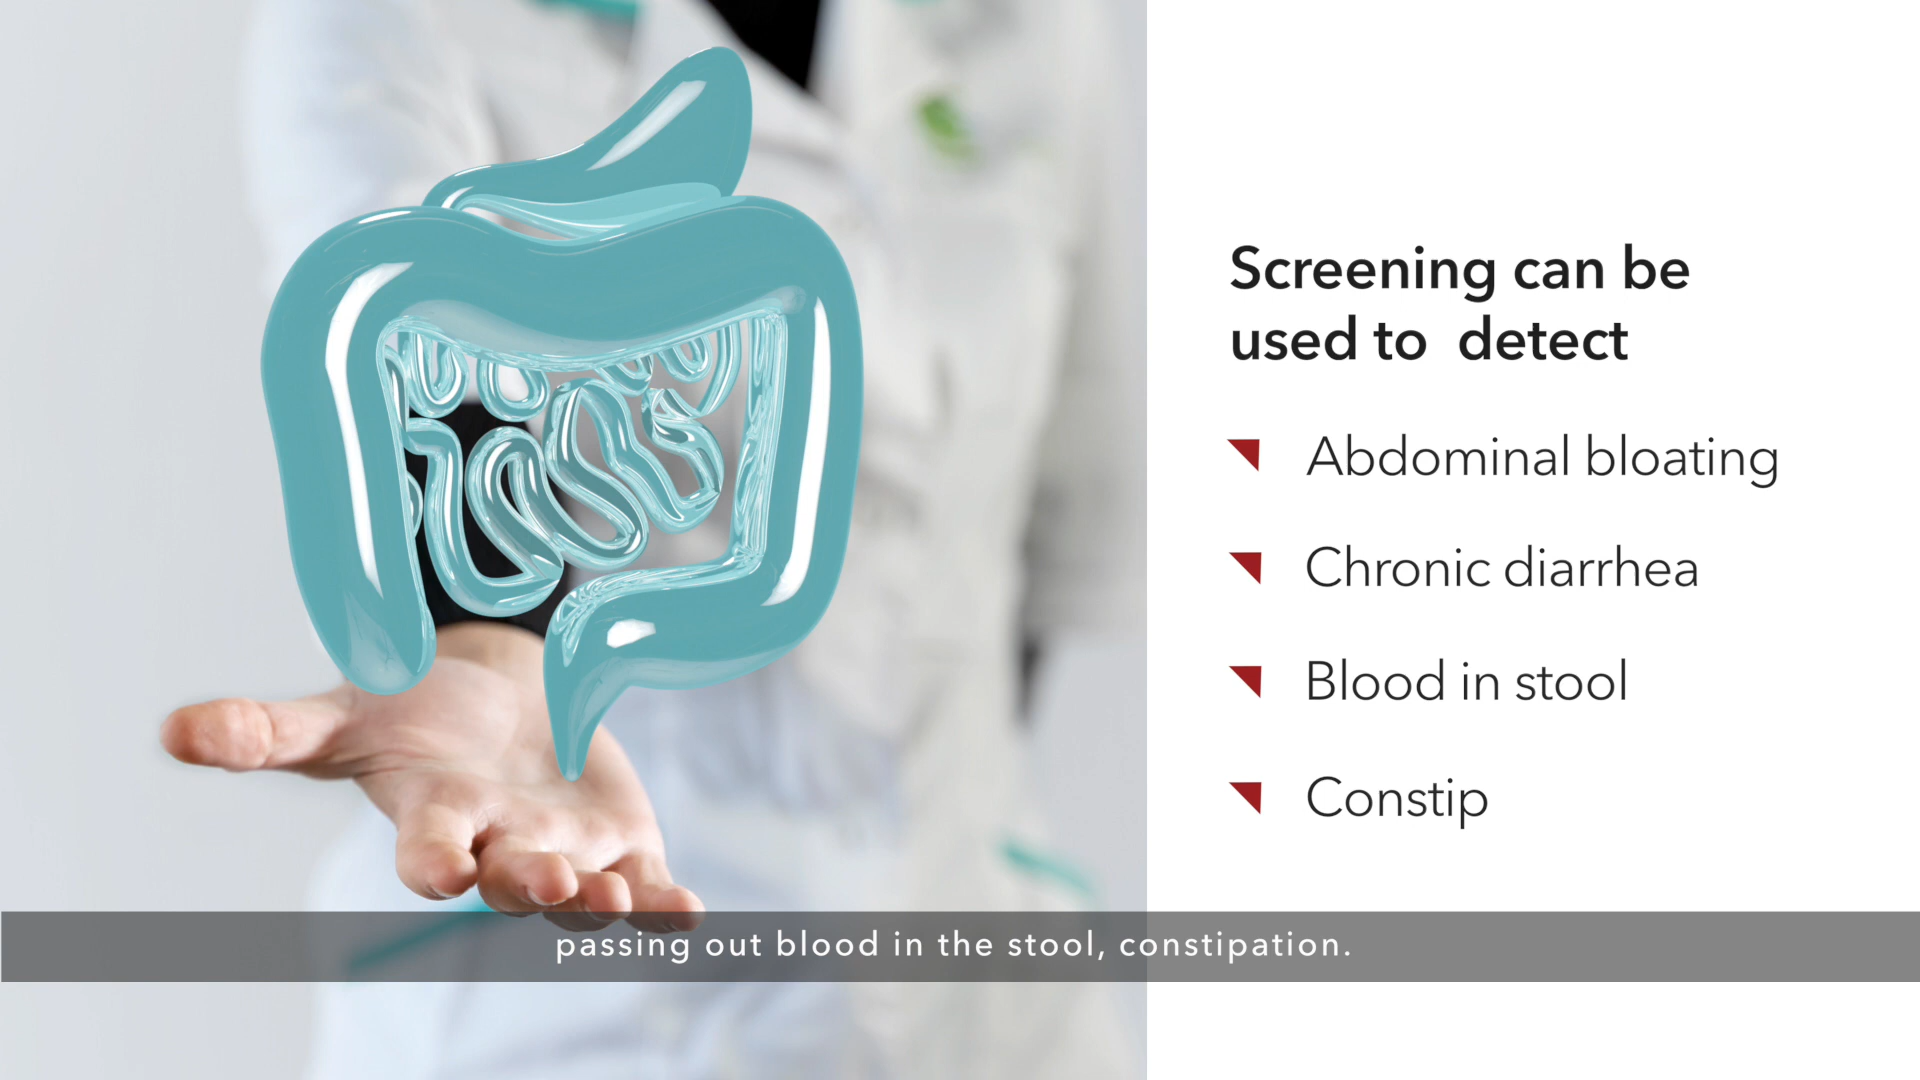 Screening can be
used to  detect
Abdominal bloating
Chronic diarrhea
Blood in stool
Constip
passing out blood in the stool, constipation.